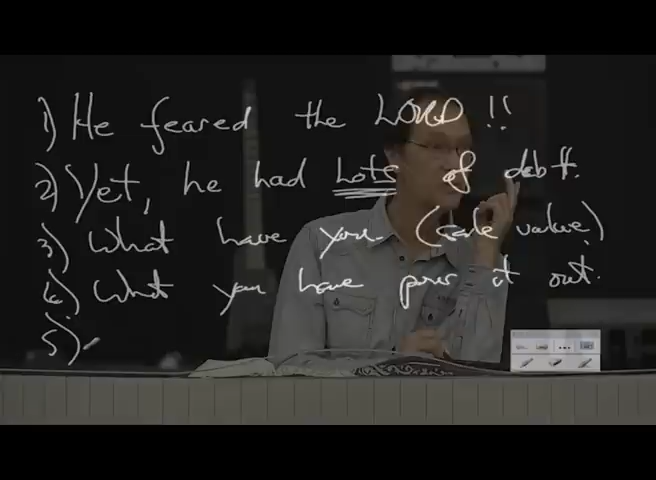 1) He feared the LORD!!
2) Yet, he had Lots of debt.
3) What have you (sale value)
4) What you have pour it out.
5)